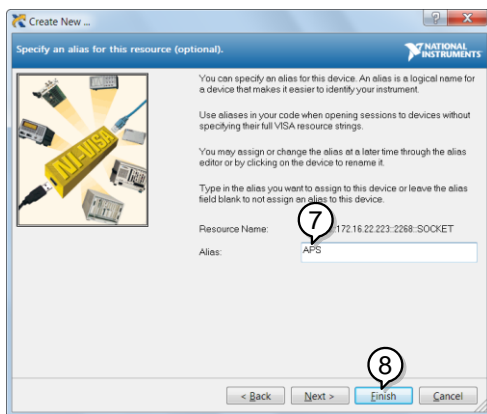 Create New ...
Specify an alias for this resource (optional).
NATIONAL
INSTRUMENTS
You can specify an alias for this device. An alias is a logical name for
a device that makes it easier to identify your instrument.
Use aliases in your code when opening sessions to devices without
specifying their full VISA resource strings.
You may assign or change the alias at a later time through the alias
editor or by clicking on the device to rename it.
Type in the alias you want to assign to this device or leave the alias
field blank to not assign an alias to this device.
NI-VISA
7
Resource Name: 172.16.22.223::2268::SOCKET
Alias: APS
8
< Back Next > Finish Cancel